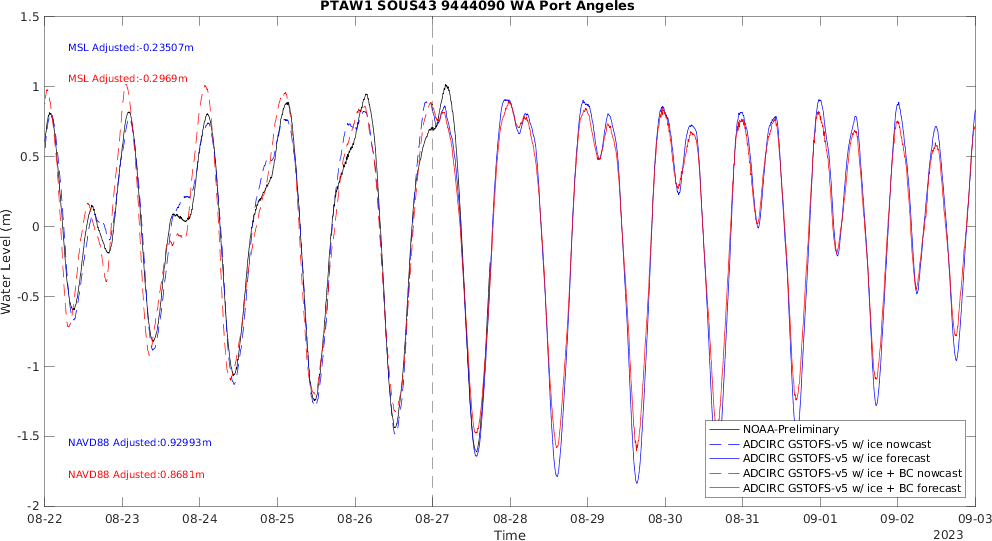 PTAW1 SOUS43 9444090 WA Port Angeles
1.5
1
0.5
0
-0.5
-1
-1.5
-2
Water Level (m)
MSL Adjusted:-0.23507m
MSL Adjusted:-0.2969m
NAVD88 Adjusted:0.92993m
NAVD88 Adjusted:0.8681m
NOAA-Preliminary
ADCIRC GSTOFS-v5 w/ ice nowcast
ADCIRC GSTOFS-v5 w/ ice forecast
ADCIRC GSTOFS-v5 w/ ice + BC nowcast
ADCIRC GSTOFS-v5 w/ ice + BC forecast
08-22 08-23 08-24 08-25 08-26 08-27 08-28 08-29 08-30 08-31 09-01 09-02 09-03
Time
2023